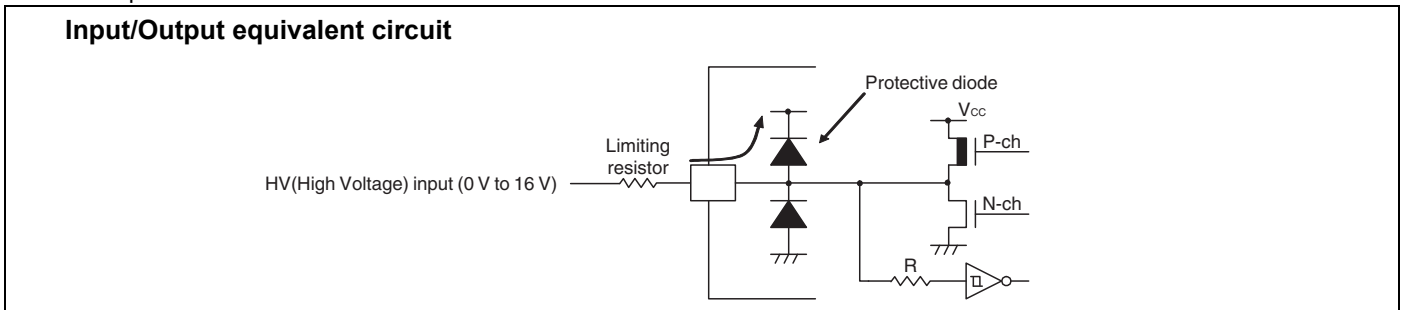 Input/Output equivalent circuit
Protective diode
Vcc
P-ch
Limiting
resistor
HV(High Voltage) input (0 V to 16 V)
N-ch
R